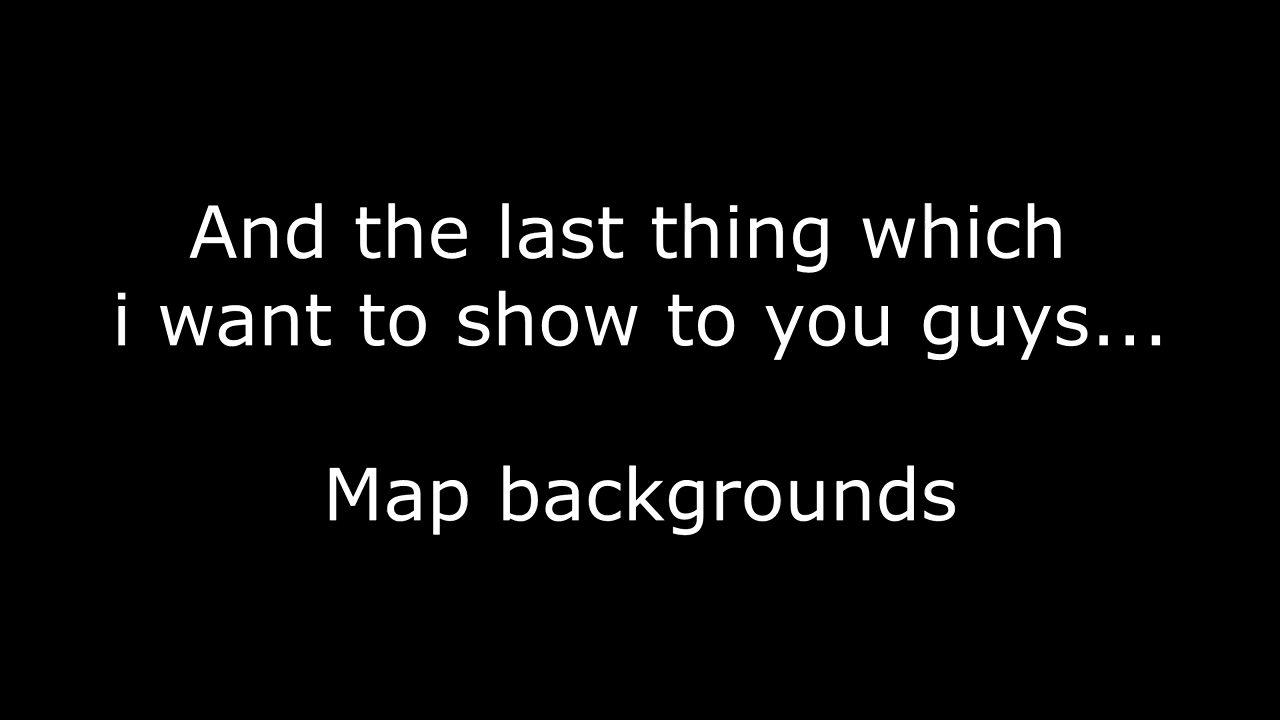 And the last thing which
i want to show to you guys...
Map backgrounds